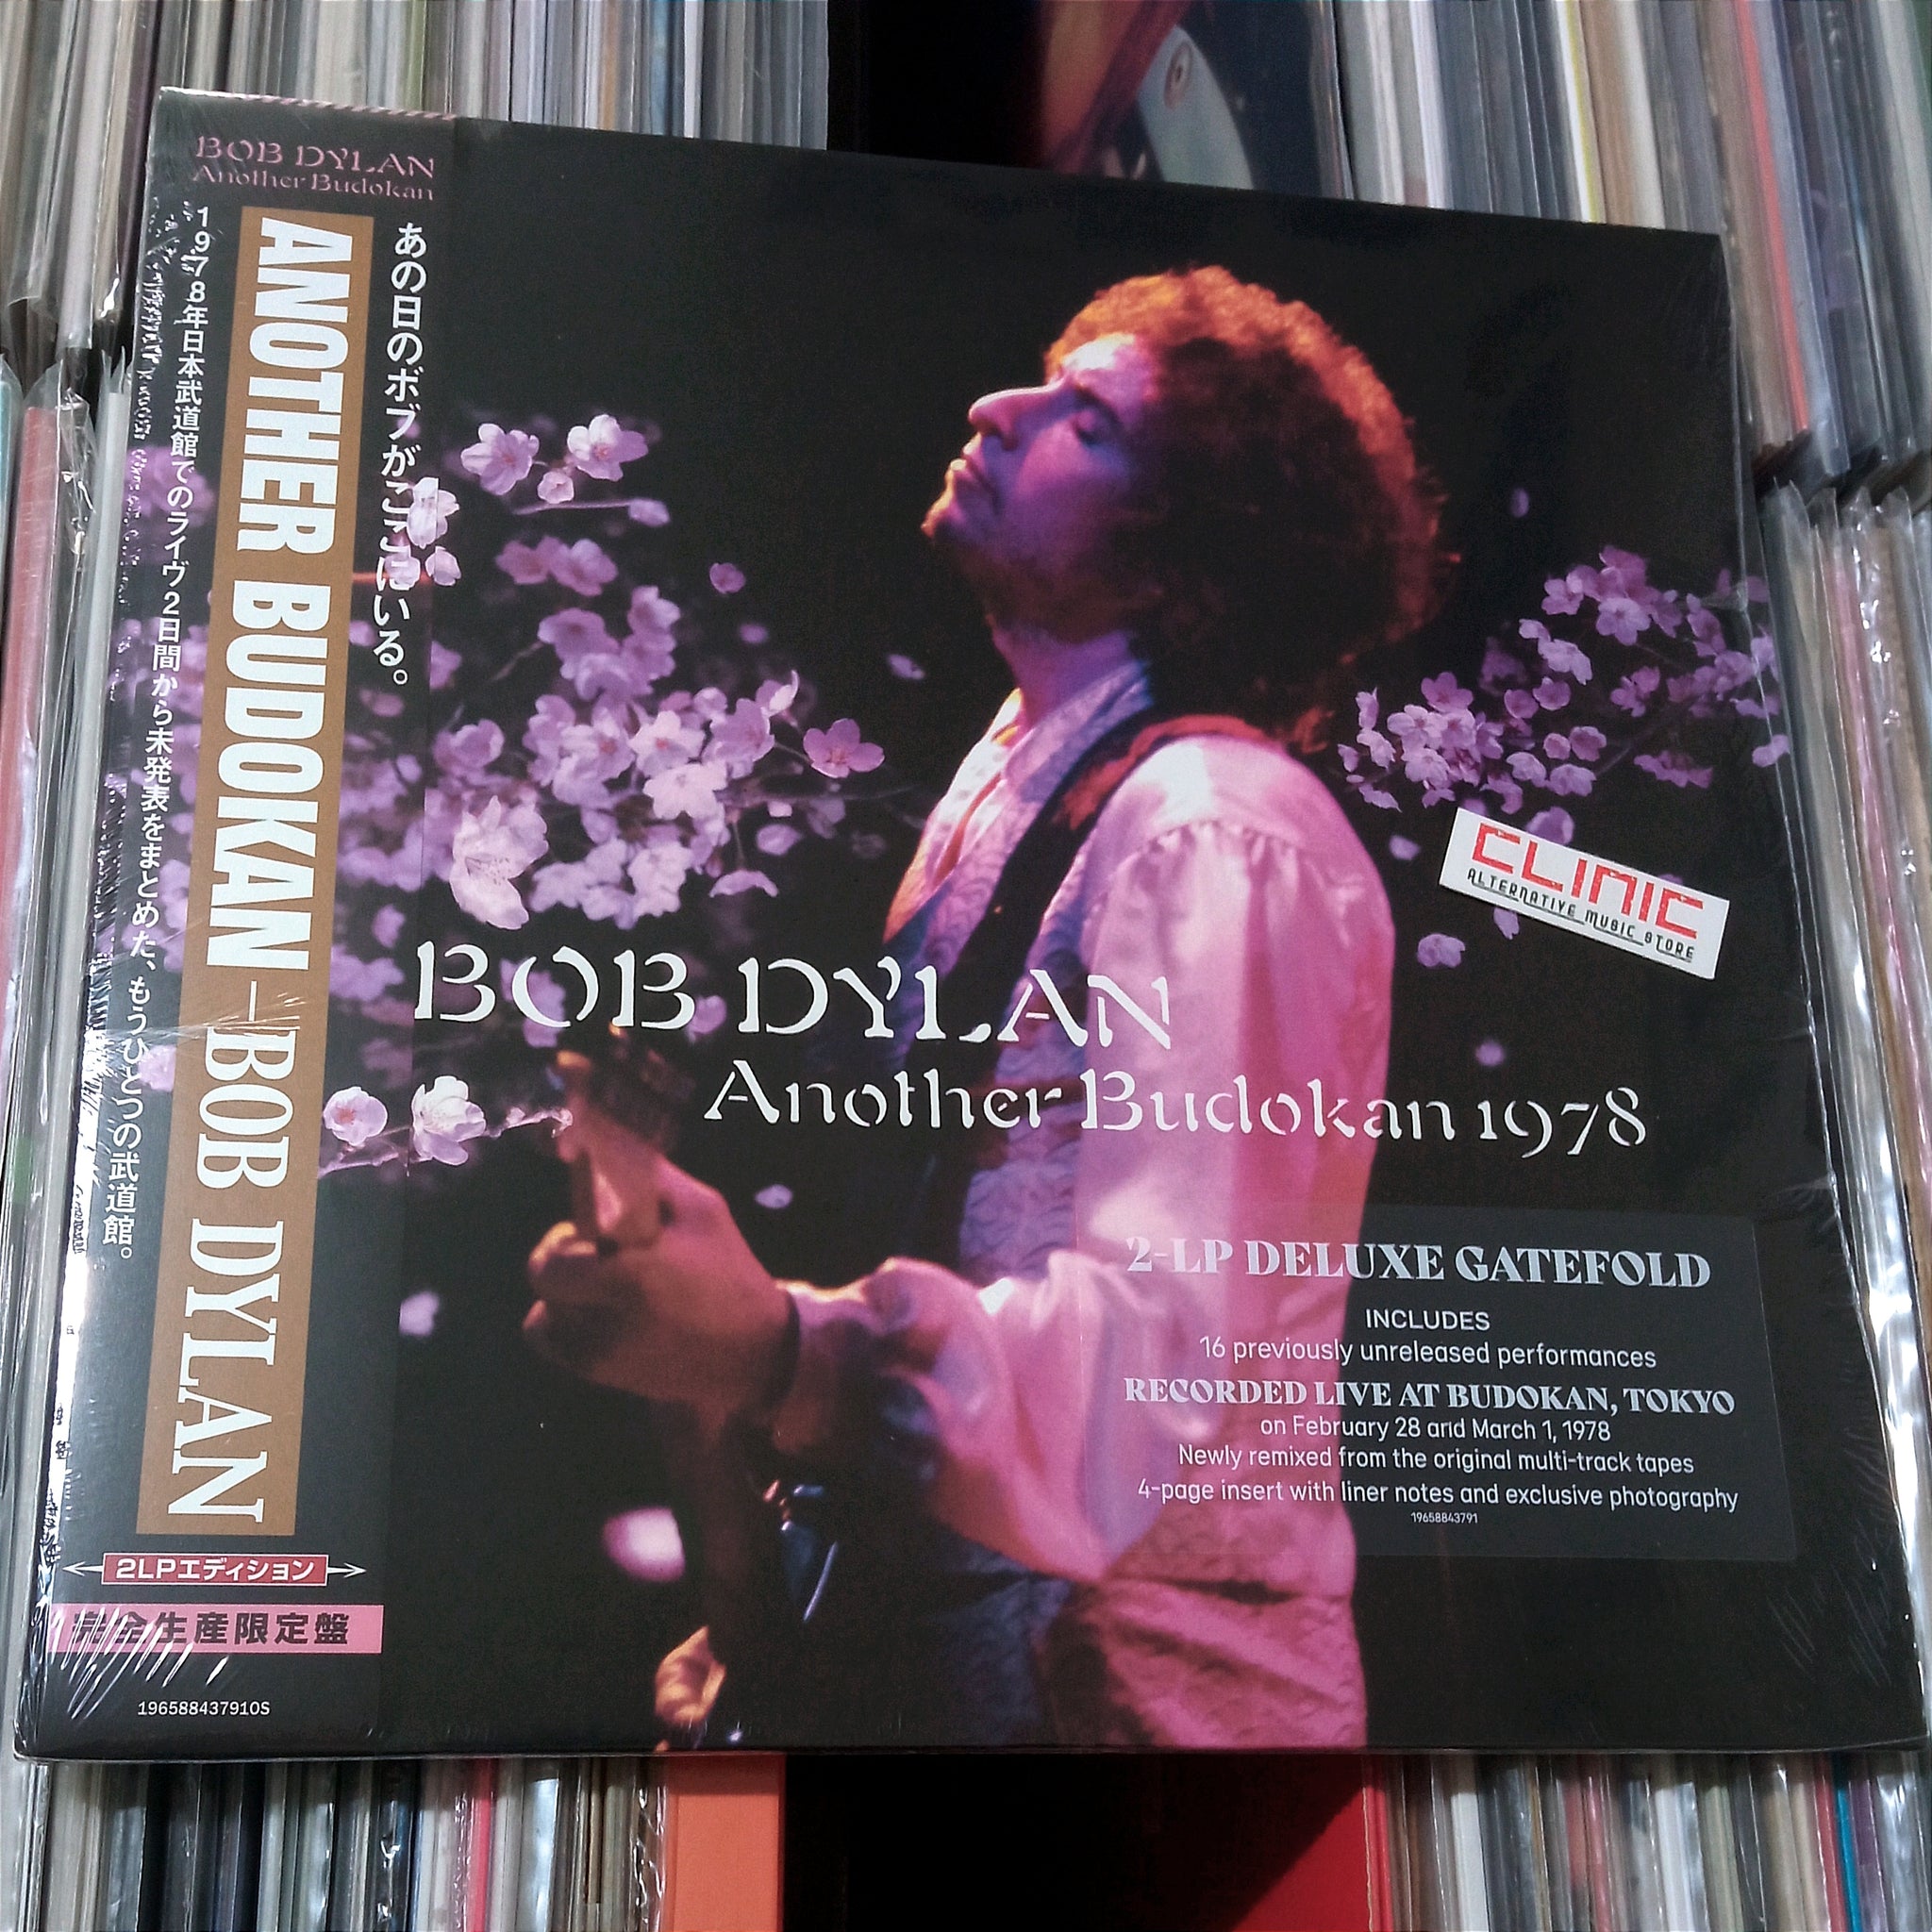 BOB DYLAN
Another Budokan
あの日のボブがここにいる。
ANOTHER BUDOKAN–BOB DYLAN
1978年日本武道館でのライヴ2日間から未発表をまとめた、もうひとつの武道館。
2LPエディション
完全生産限定盤
19658843791OS
CLINIC
ALTERNATIVE MUSIC STORE
BOB DYLAN
Another Budokan 1978
2-LP DELUXE GATEFOLD
INCLUDES
16 previously unreleased performances
RECORDED LIVE AT BUDOKAN, TOKYO
on February 28 and March 1, 1978
Newly remixed from the original multi-track tapes
4-page insert with liner notes and exclusive photography
19658843791